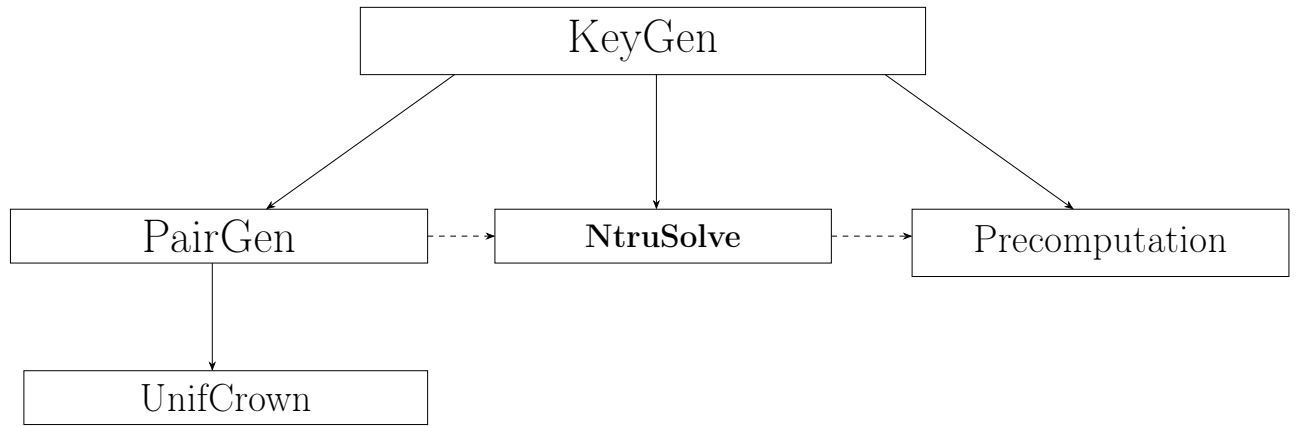 KeyGen
PairGen
NtruSolve
Precomputation
UnifCrown